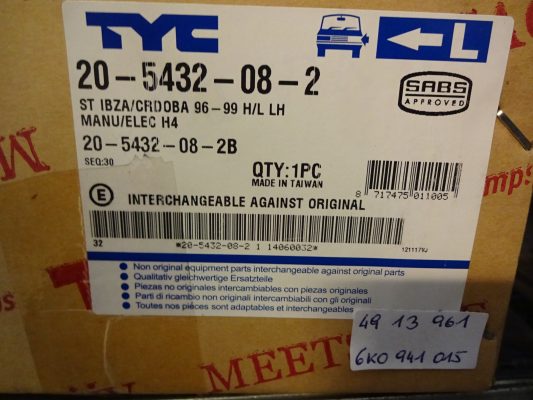 TYC
L
20-5432-08-2
SABS
APPROVED
ST IBZA/CRDOBA 96-99 H/L LH
MANU/ELEC H4
20-5432-08-2B
SEQ:30
QTY:1PC
MADE IN TAIWAN
8 717475 011005
E INTERCHANGEABLE AGAINST ORIGINAL
32
*20-5432-08-2 1 14060032*
Non original equipment parts interchangeable against original parts
Qualitativ gleichwertige Ersatzteile
Piezas no originales intercambiables con piezas originales
Parti di ricambio non originali intercambiabili con gli originali
Toutes nos pièces sont adaptables et interchangeables
49 13 961
6K0 941 015
MEETS